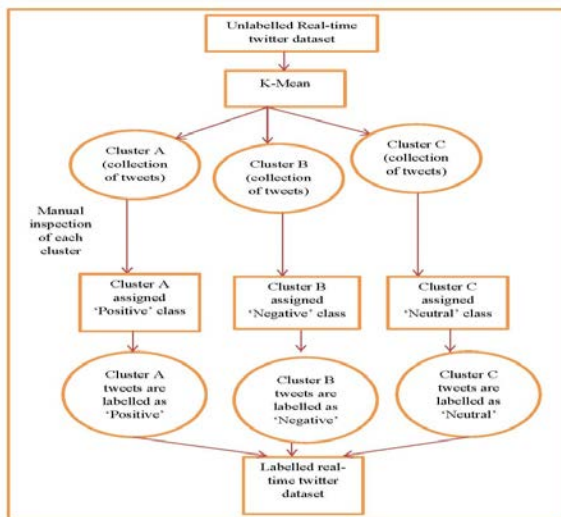 Unlabelled Real-time
twitter dataset
K-Mean
Cluster A
(collection
of tweets)
Cluster B
(collection
of tweets)
Cluster C
(collection
of tweets)
Manual
inspection
of each
cluster
Cluster A
assigned
'Positive' class
Cluster B
assigned
'Negative' class
Cluster C
assigned
'Neutral' class
Cluster A
tweets are
labelled as
'Positive'
Cluster B
tweets are
labelled as
'Negative'
Cluster C
tweets are
labelled as
'Neutral'
Labelled real-
time twitter
dataset